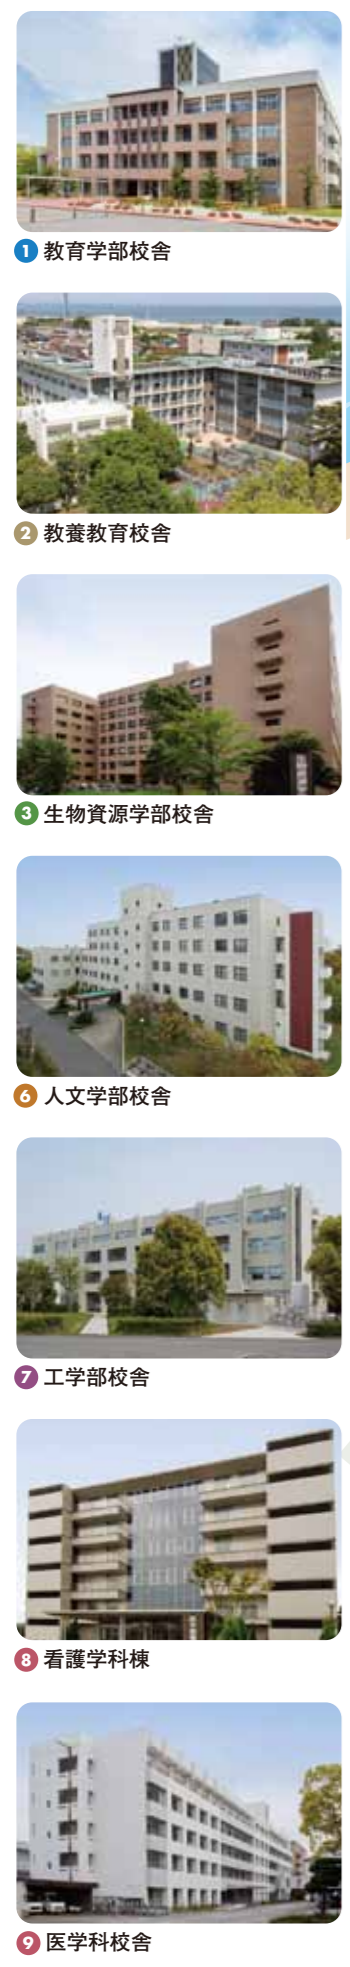 1 教育学部校舎
2 教養教育校舎
3 生物資源学部校舎
6 人文学部校舎
7 工学部校舎
8 看護学科棟
9 医学科校舎